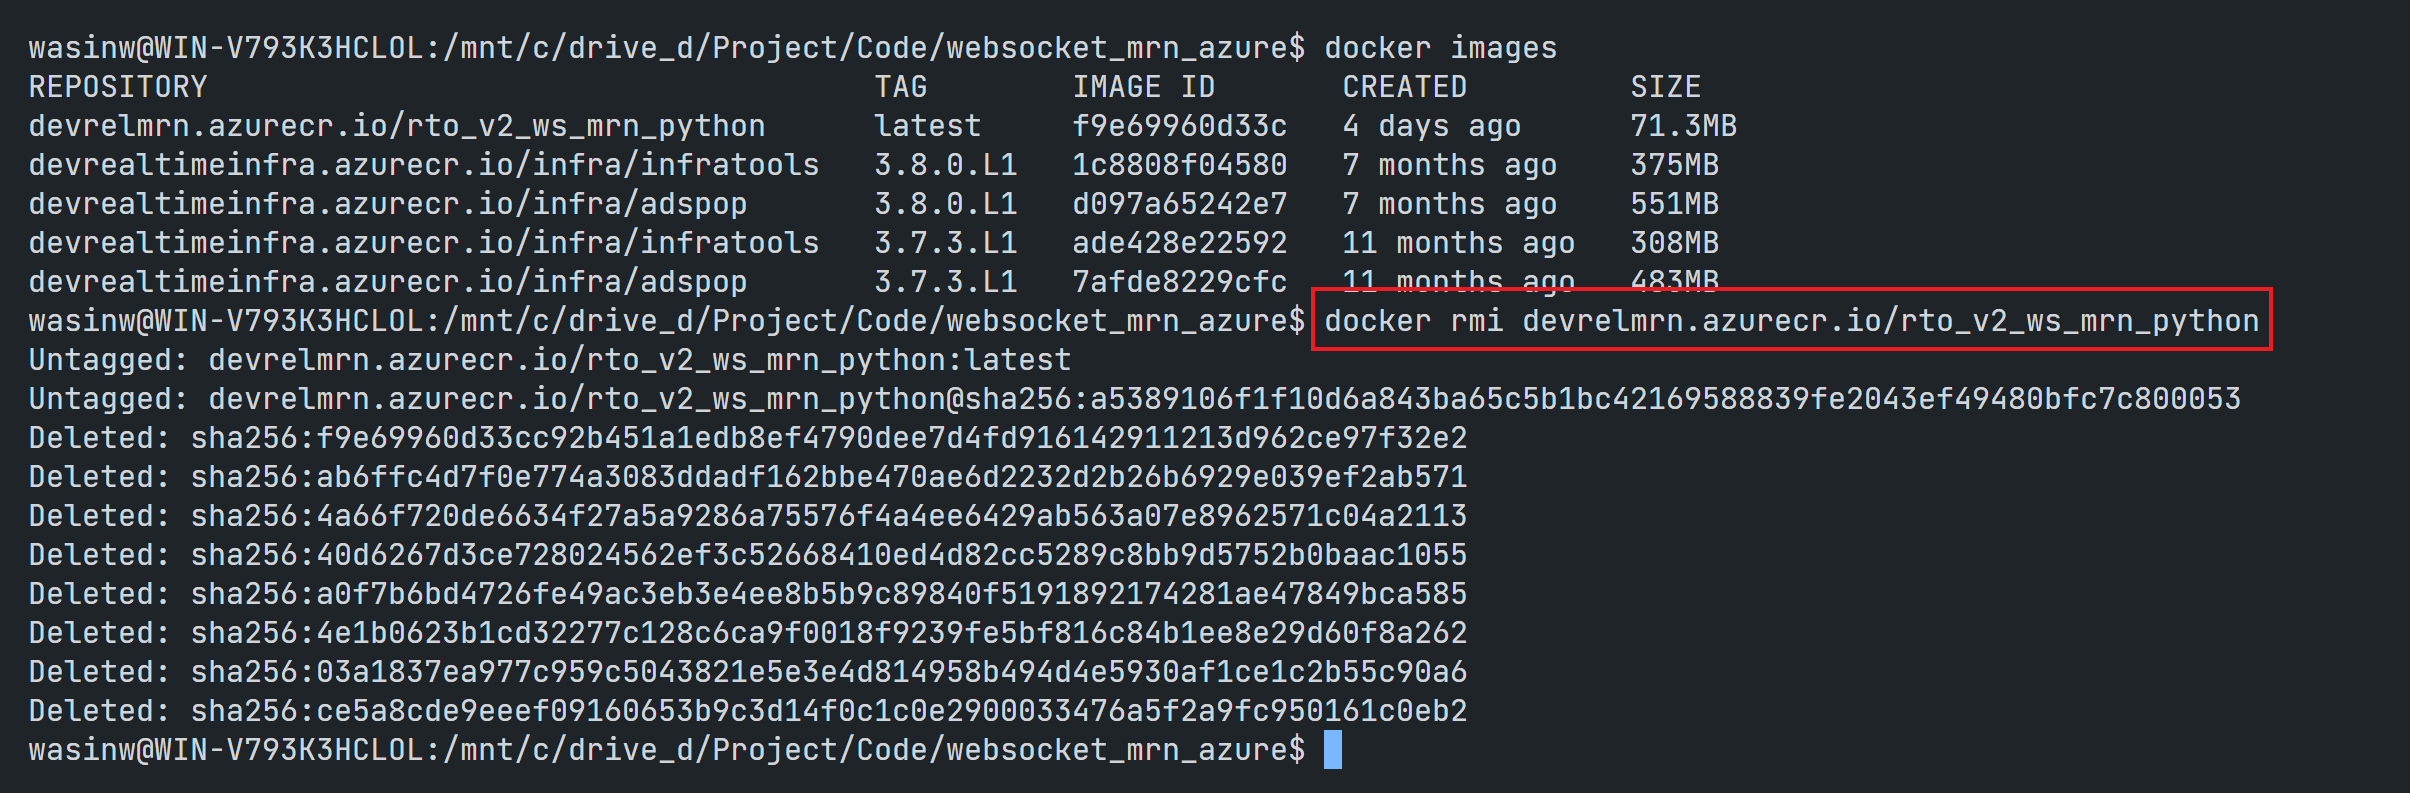 wasinw@WIN-V793K3HCLOL:/mnt/c/drive_d/Project/Code/websocket_mrn_azure$ docker images
REPOSITORY TAG IMAGE ID CREATED SIZE
devrelmrn.azurecr.io/rto_v2_ws_mrn_python latest f9e69960d33c 4 days ago 71.3MB
devrealtimeinfra.azurecr.io/infra/infratools 3.8.0.L1 1c8808f04580 7 months ago 375MB
devrealtimeinfra.azurecr.io/infra/adspop 3.8.0.L1 d097a65242e7 7 months ago 551MB
devrealtimeinfra.azurecr.io/infra/infratools 3.7.3.L1 ade428e22592 11 months ago 308MB
devrealtimeinfra.azurecr.io/infra/adspop 3.7.3.L1 7afde8229cfc 11 months ago 483MB
wasinw@WIN-V793K3HCLOL:/mnt/c/drive_d/Project/Code/websocket_mrn_azure$ docker rmi devrelmrn.azurecr.io/rto_v2_ws_mrn_python
Untagged: devrelmrn.azurecr.io/rto_v2_ws_mrn_python:latest
Untagged: devrelmrn.azurecr.io/rto_v2_ws_mrn_python@sha256:a5389106f1f10d6a843ba65c5b1bc42169588839fe2043ef49480bfc7c800053
Deleted: sha256:f9e69960d33cc92b451a1edb8ef4790dee7d4fd916142911213d962ce97f32e2
Deleted: sha256:ab6ffc4d7f0e774a3083ddadf162bbe470ae6d2232d2b26b6929e039ef2ab571
Deleted: sha256:4a66f720de6634f27a5a9286a75576f4a4ee6429ab563a07e8962571c04a2113
Deleted: sha256:40d6267d3ce728024562ef3c52668410ed4d82cc5289c8bb9d5752b0baac1055
Deleted: sha256:a0f7b6bd4726fe49ac3eb3e4ee8b5b9c89840f5191892174281ae47849bca585
Deleted: sha256:4e1b0623b1cd32277c128c6ca9f0018f9239fe5bf816c84b1ee8e29d60f8a262
Deleted: sha256:03a1837ea977c959c5043821e5e3e4d814958b494d4e5930af1ce1c2b55c90a6
Deleted: sha256:ce5a8cde9eeef09160653b9c3d14f0c1c0e2900033476a5f2a9fc950161c0eb2
wasinw@WIN-V793K3HCLOL:/mnt/c/drive_d/Project/Code/websocket_mrn_azure$